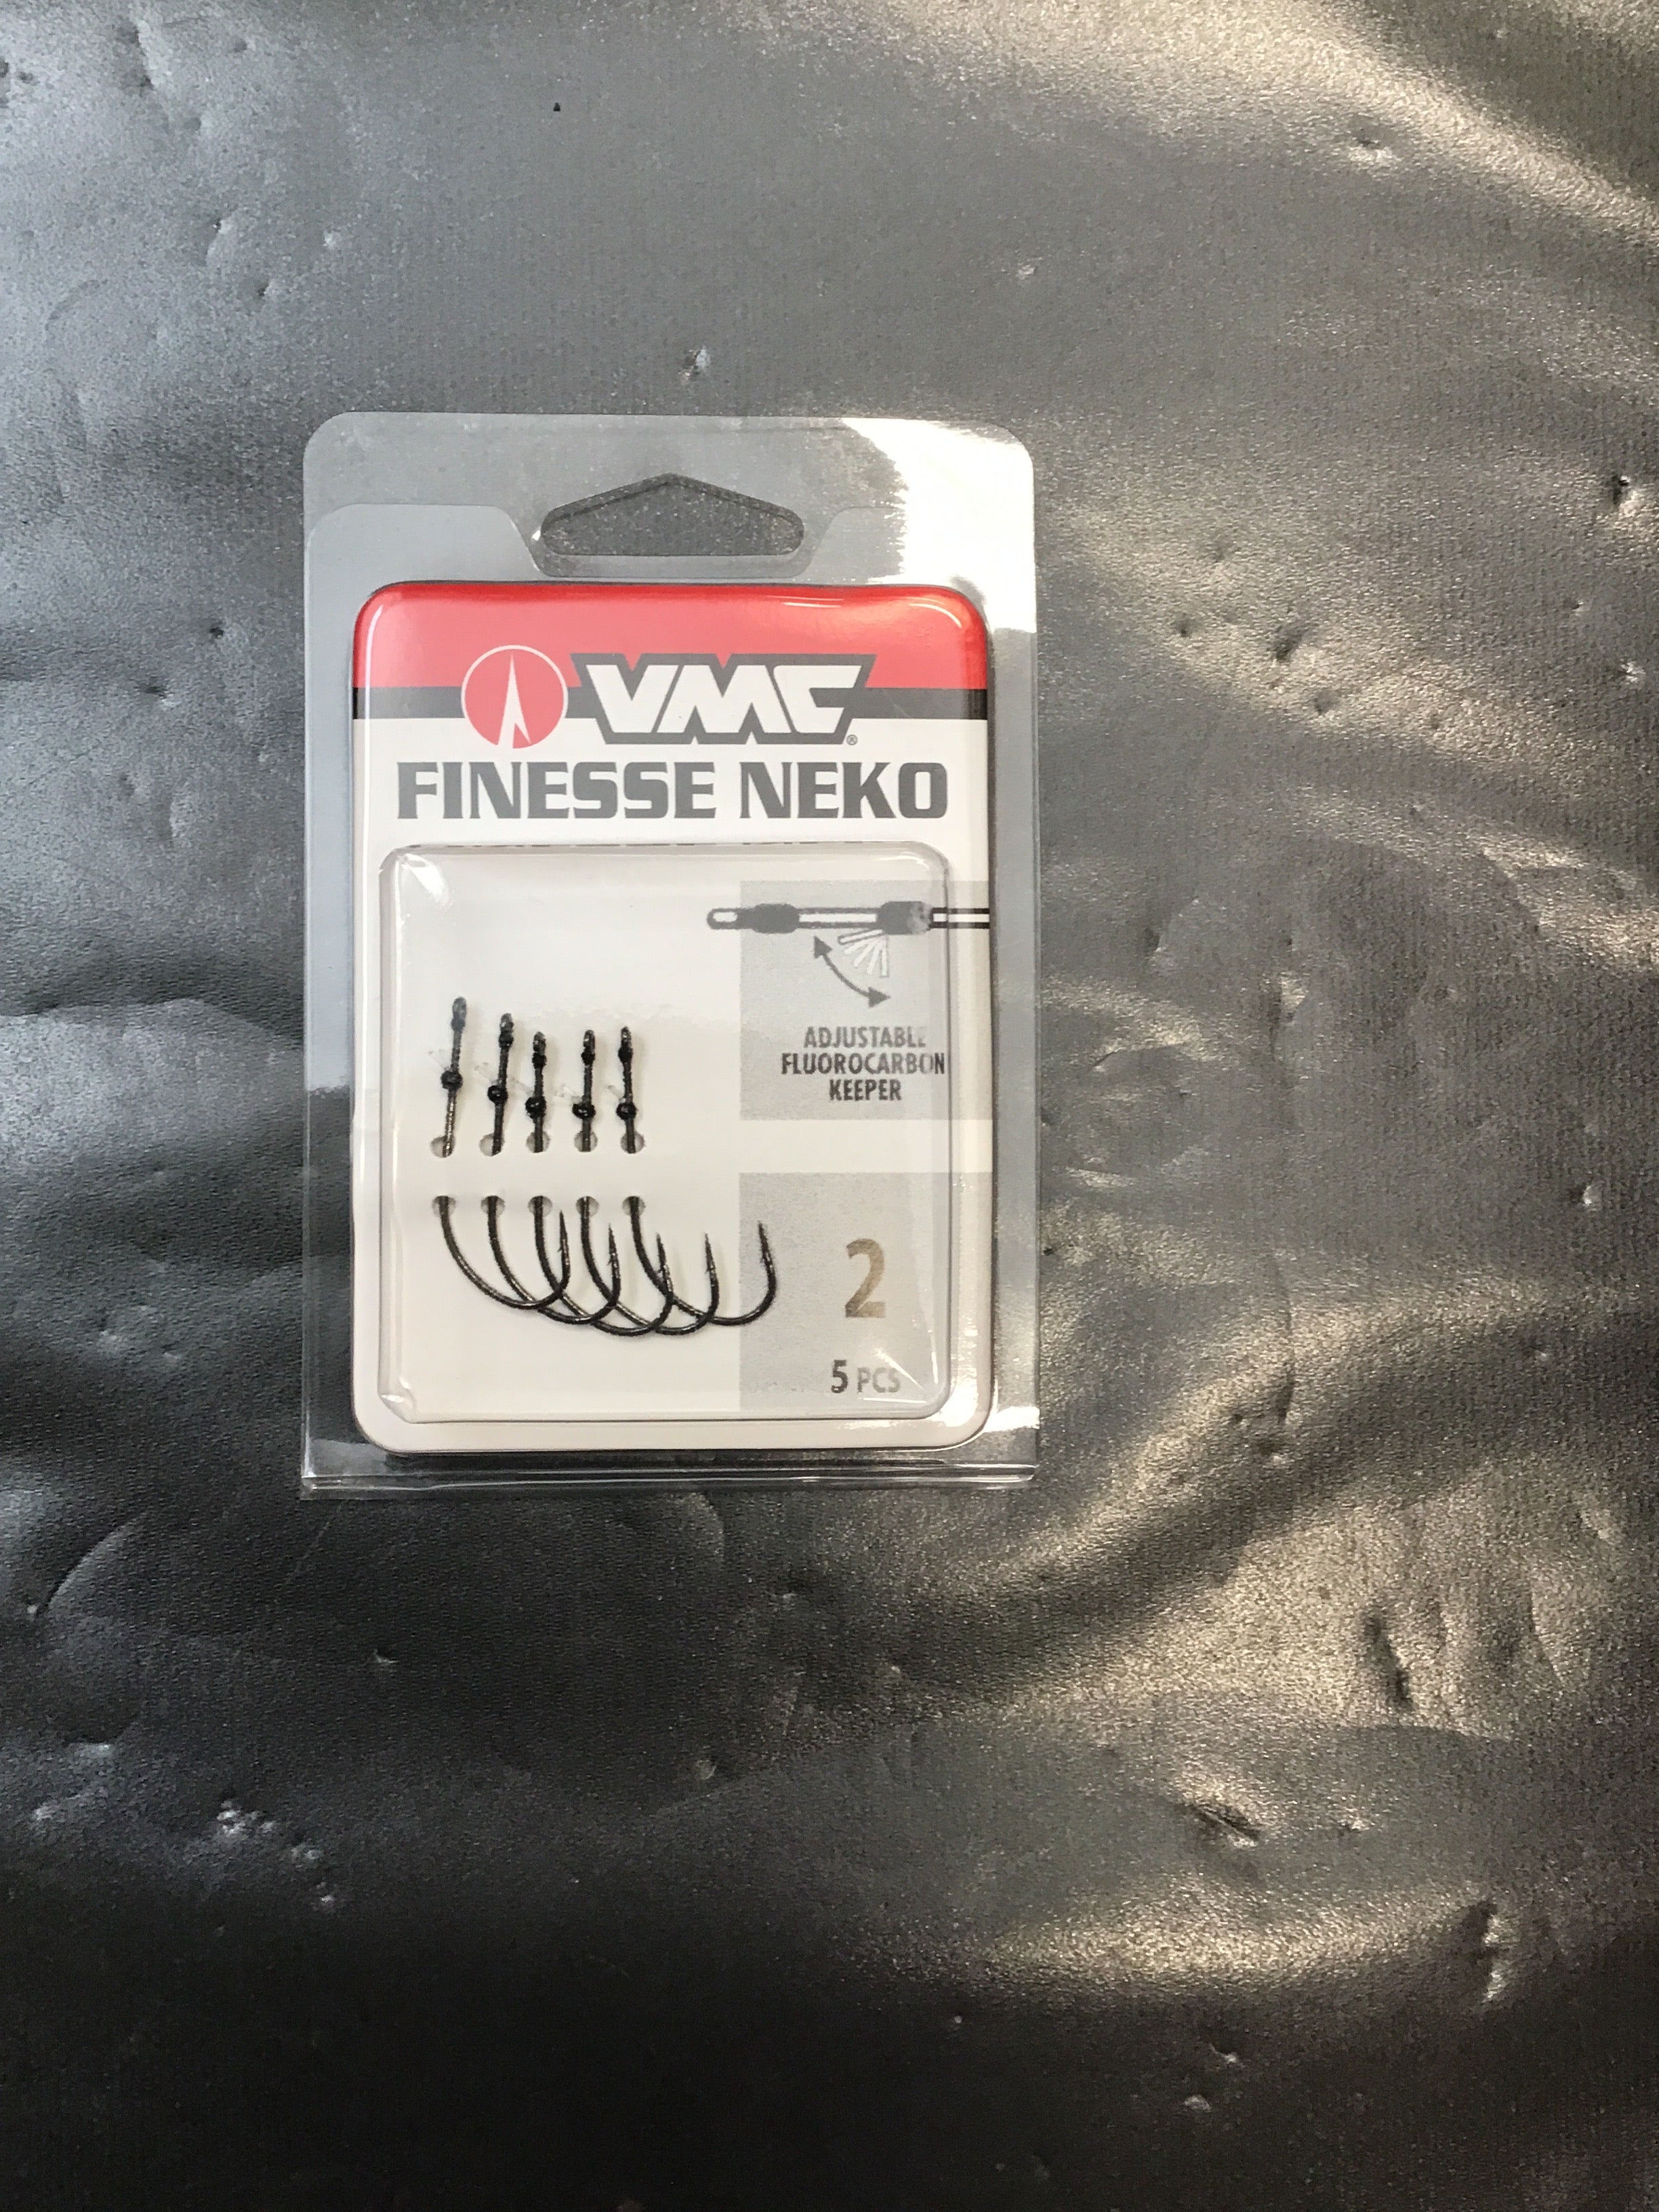 VMC®
FINESSE NEKO
ADJUSTABLE
FLUOROCARBON
KEEPER
2
5 PCS